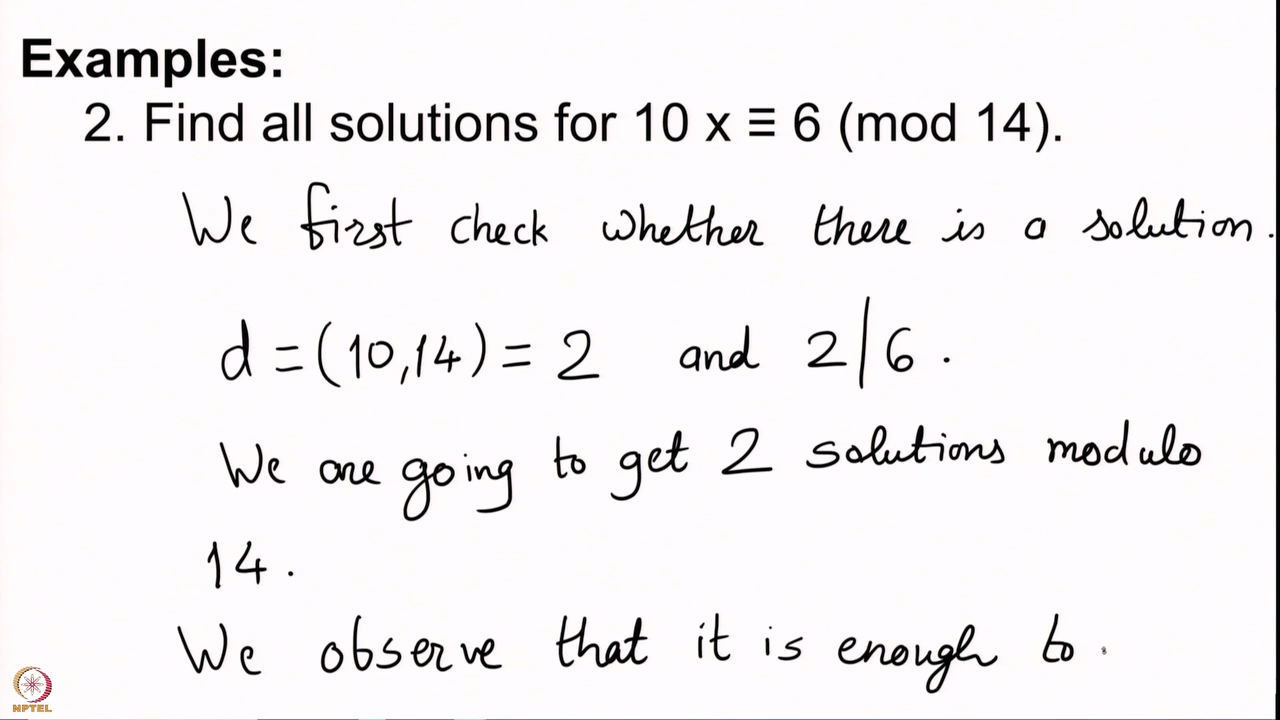 Examples:
2. Find all solutions for 10 x ≡ 6 (mod 14).
We first check whether there is a solution.
d = (10,14) = 2 and 2|6.
We are going to get 2 solutions modulo
14.
We observe that it is enough to
NPTEL